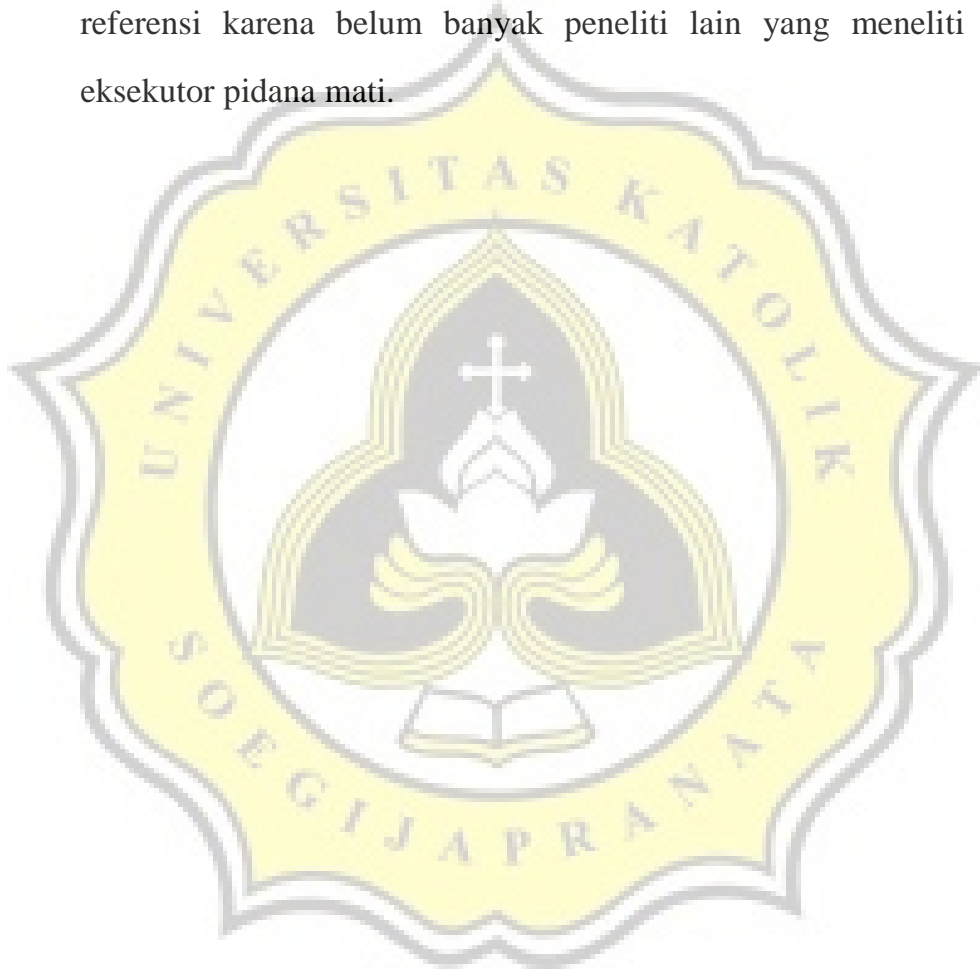 referensi karena belum banyak peneliti lain yang meneliti
eksekutor pidana mati.
UNIVERSITAS KATOLIK
SOEGIJAPRANATA